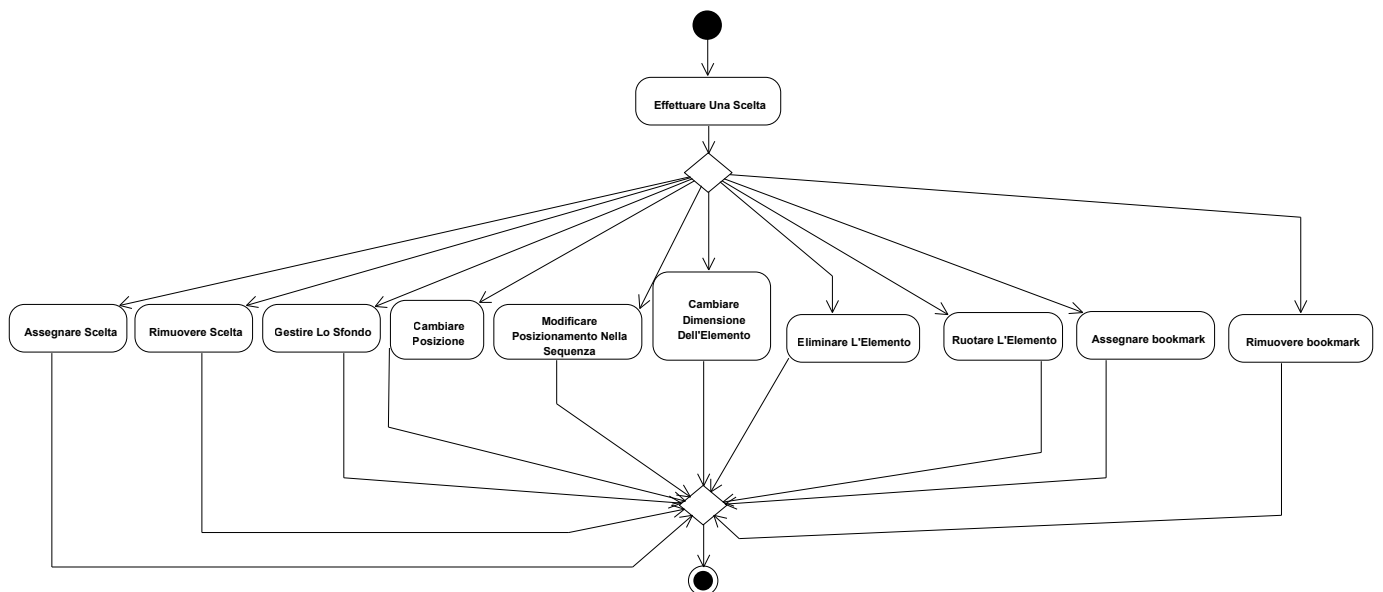 Effettuare Una Scelta
Assegnare Scelta
Rimuovere Scelta
Gestire Lo Sfondo
Cambiare
Posizione
Modificare
Posizionamento Nella
Sequenza
Cambiare
Dimensione
Dell'Elemento
Eliminare L'Elemento
Ruotare L'Elemento
Assegnare bookmark
Rimuovere bookmark